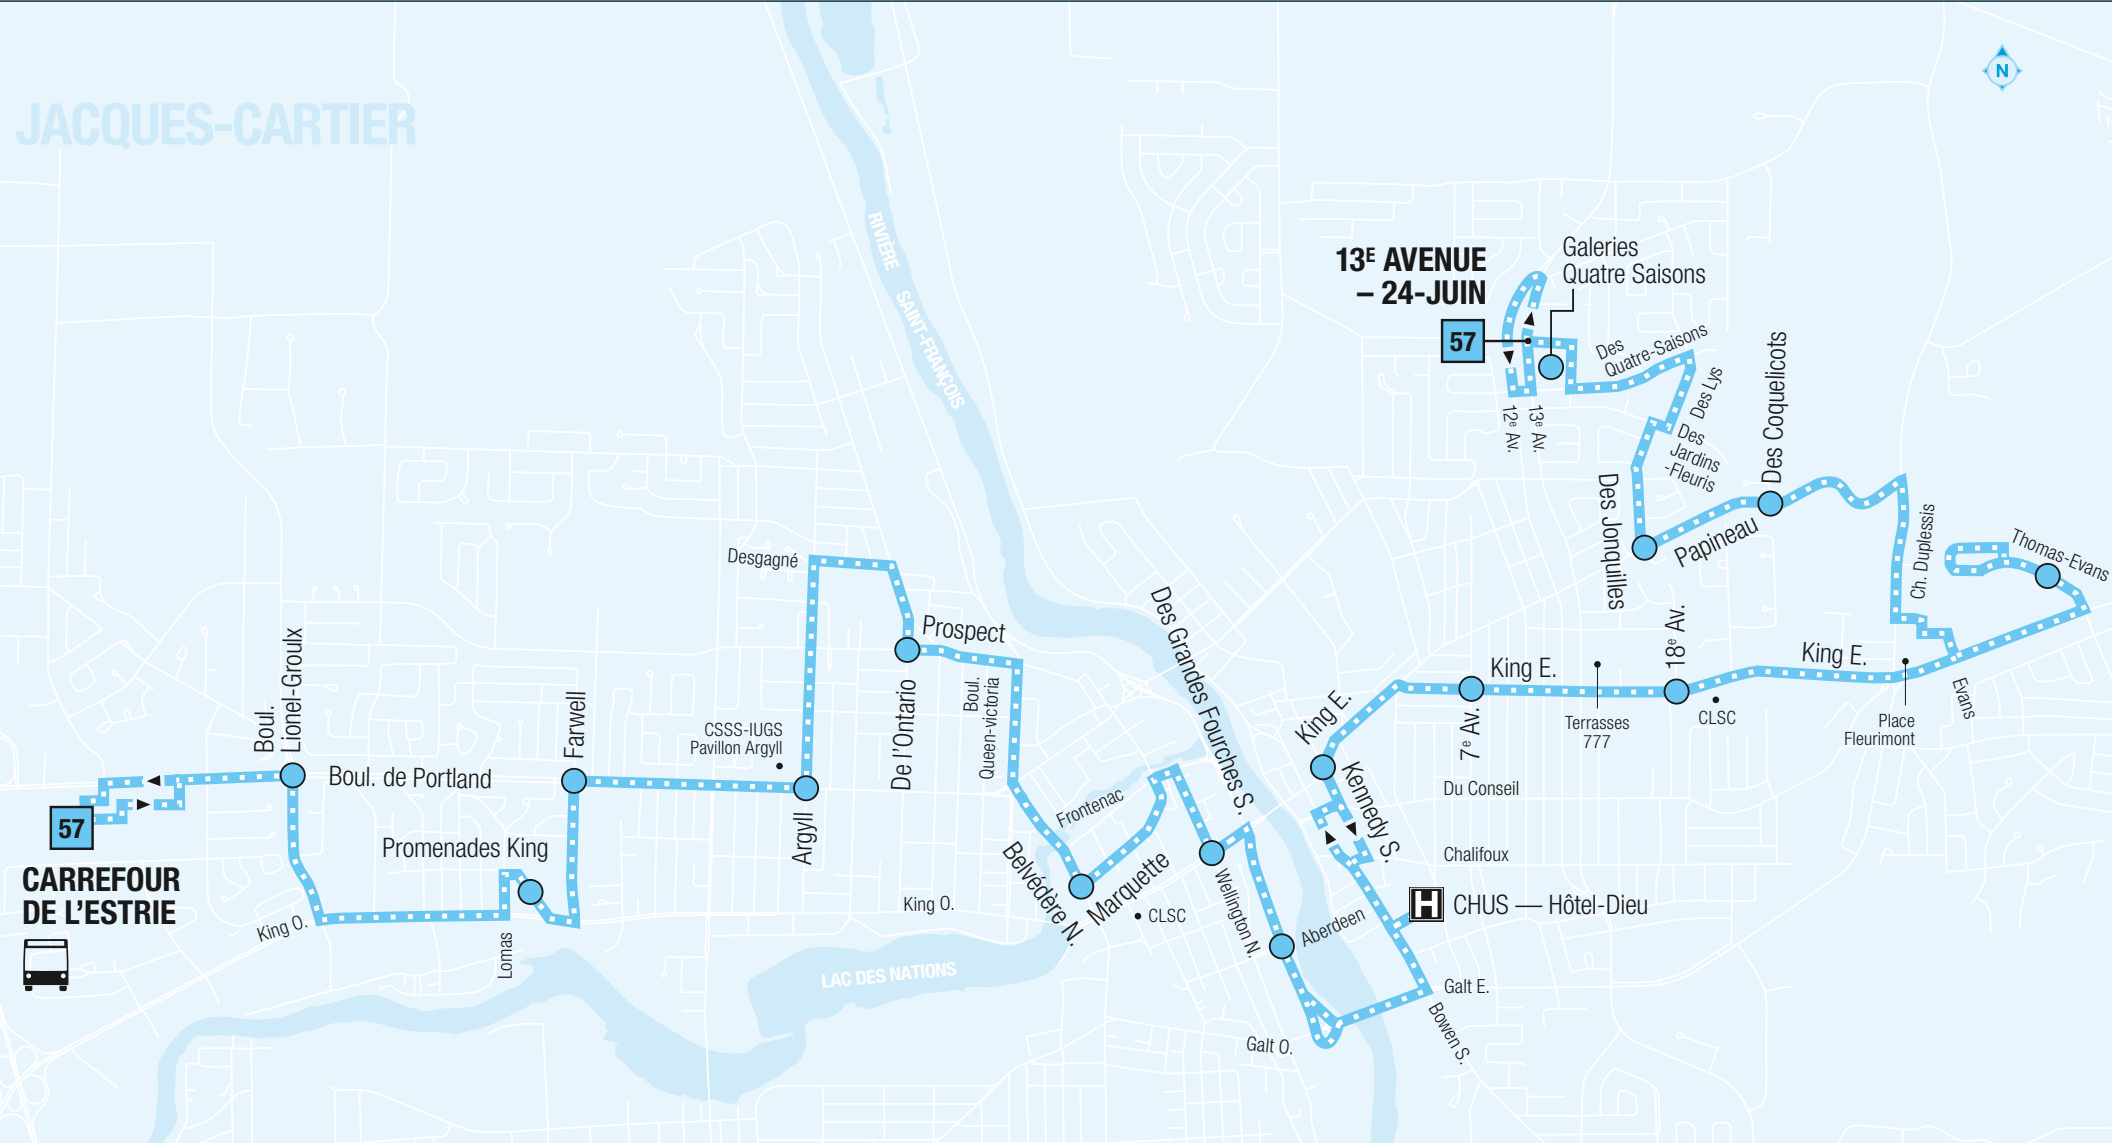 JACQUES-CARTIER
N
RIVIÈRE
SAINT-FRANÇOIS
13E AVENUE
– 24-JUIN
57
Galeries
Quatre Saisons
Des
Quatre-Saisons
Des Lys
12e Av.
13e Av.
Des
Jardins
-Fleuris
Des Coquelicots
Des Jonquilles
Papineau
Ch. Duplessis
Thomas-Evans
Desgagné
Prospect
De l'Ontario
Boul.
Queen-victoria
Des Grandes Fourches S.
King E.
King E.
King E.
7e Av.
18e Av.
Terrasses
777
CLSC
Place
Fleurimont
Evans
Boul.
Lionel-Groulx
Boul. de Portland
Farwell
CSSS-IUGS
Pavillon Argyll
Argyll
Promenades King
57
CARREFOUR
DE L'ESTRIE
King O.
Lomas
King O.
Frontenac
Belvédère N.
Marquette
CLSC
Wellington N.
Kennedy S.
Du Conseil
Chalifoux
H
CHUS — Hôtel-Dieu
Aberdeen
LAC DES NATIONS
Galt E.
Galt O.
Bowen S.